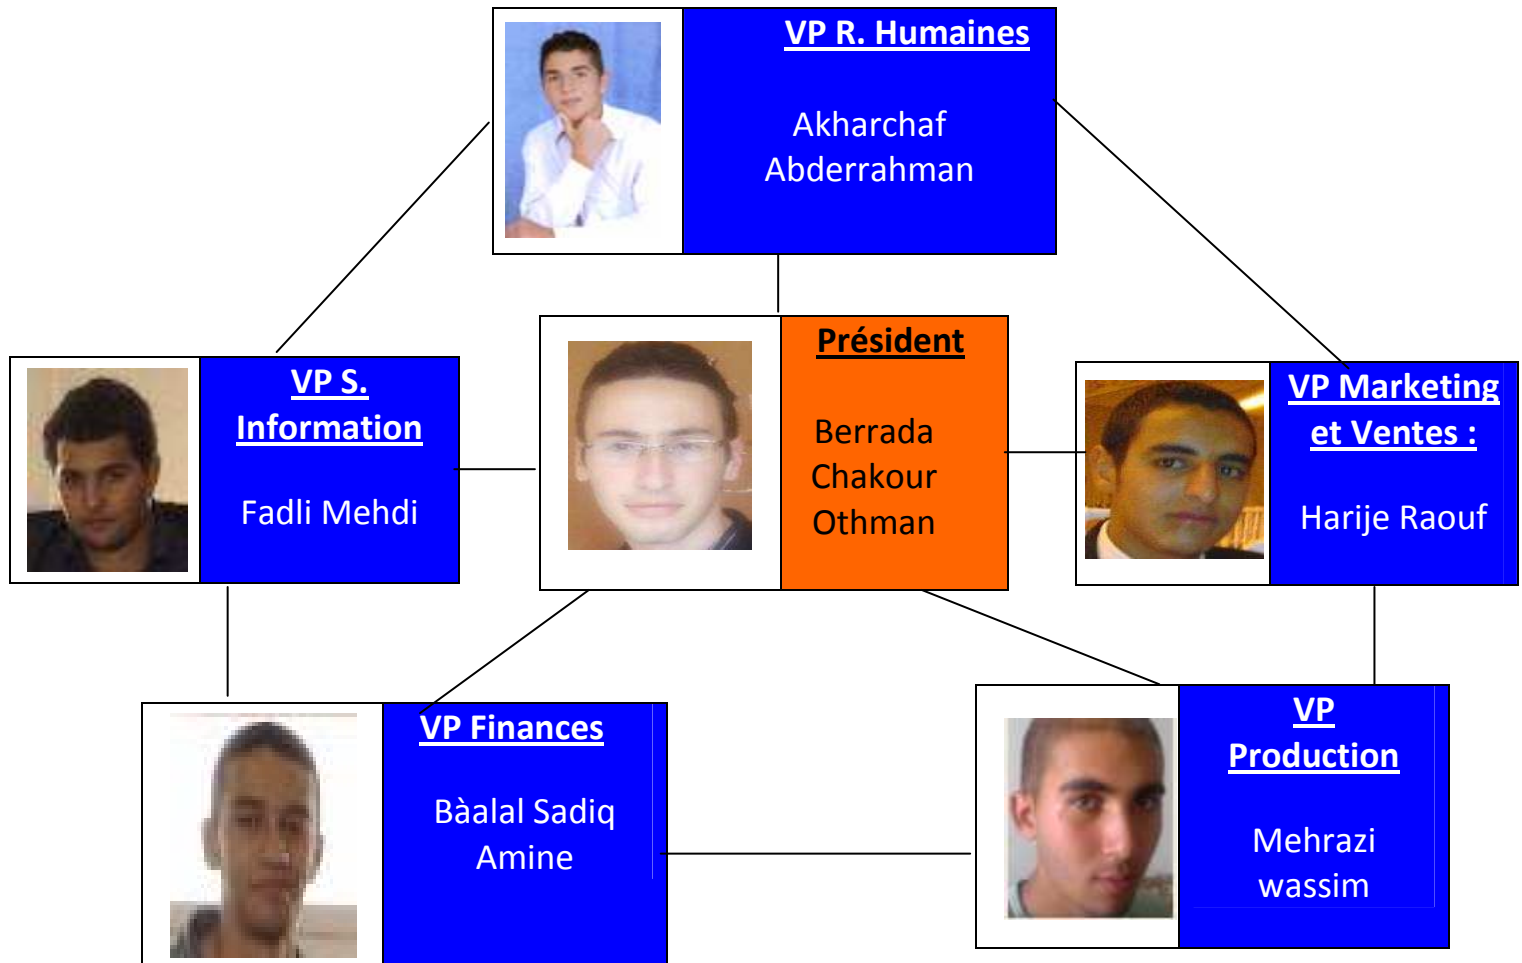 VP R. Humaines
Akharchaf
Abderrahman
VP S.
Information
Fadli Mehdi
Président
Berrada
Chakour
Othman
VP Marketing
et Ventes :
Harije Raouf
VP Finances
Bàalal Sadiq
Amine
VP
Production
Mehrazi
wassim